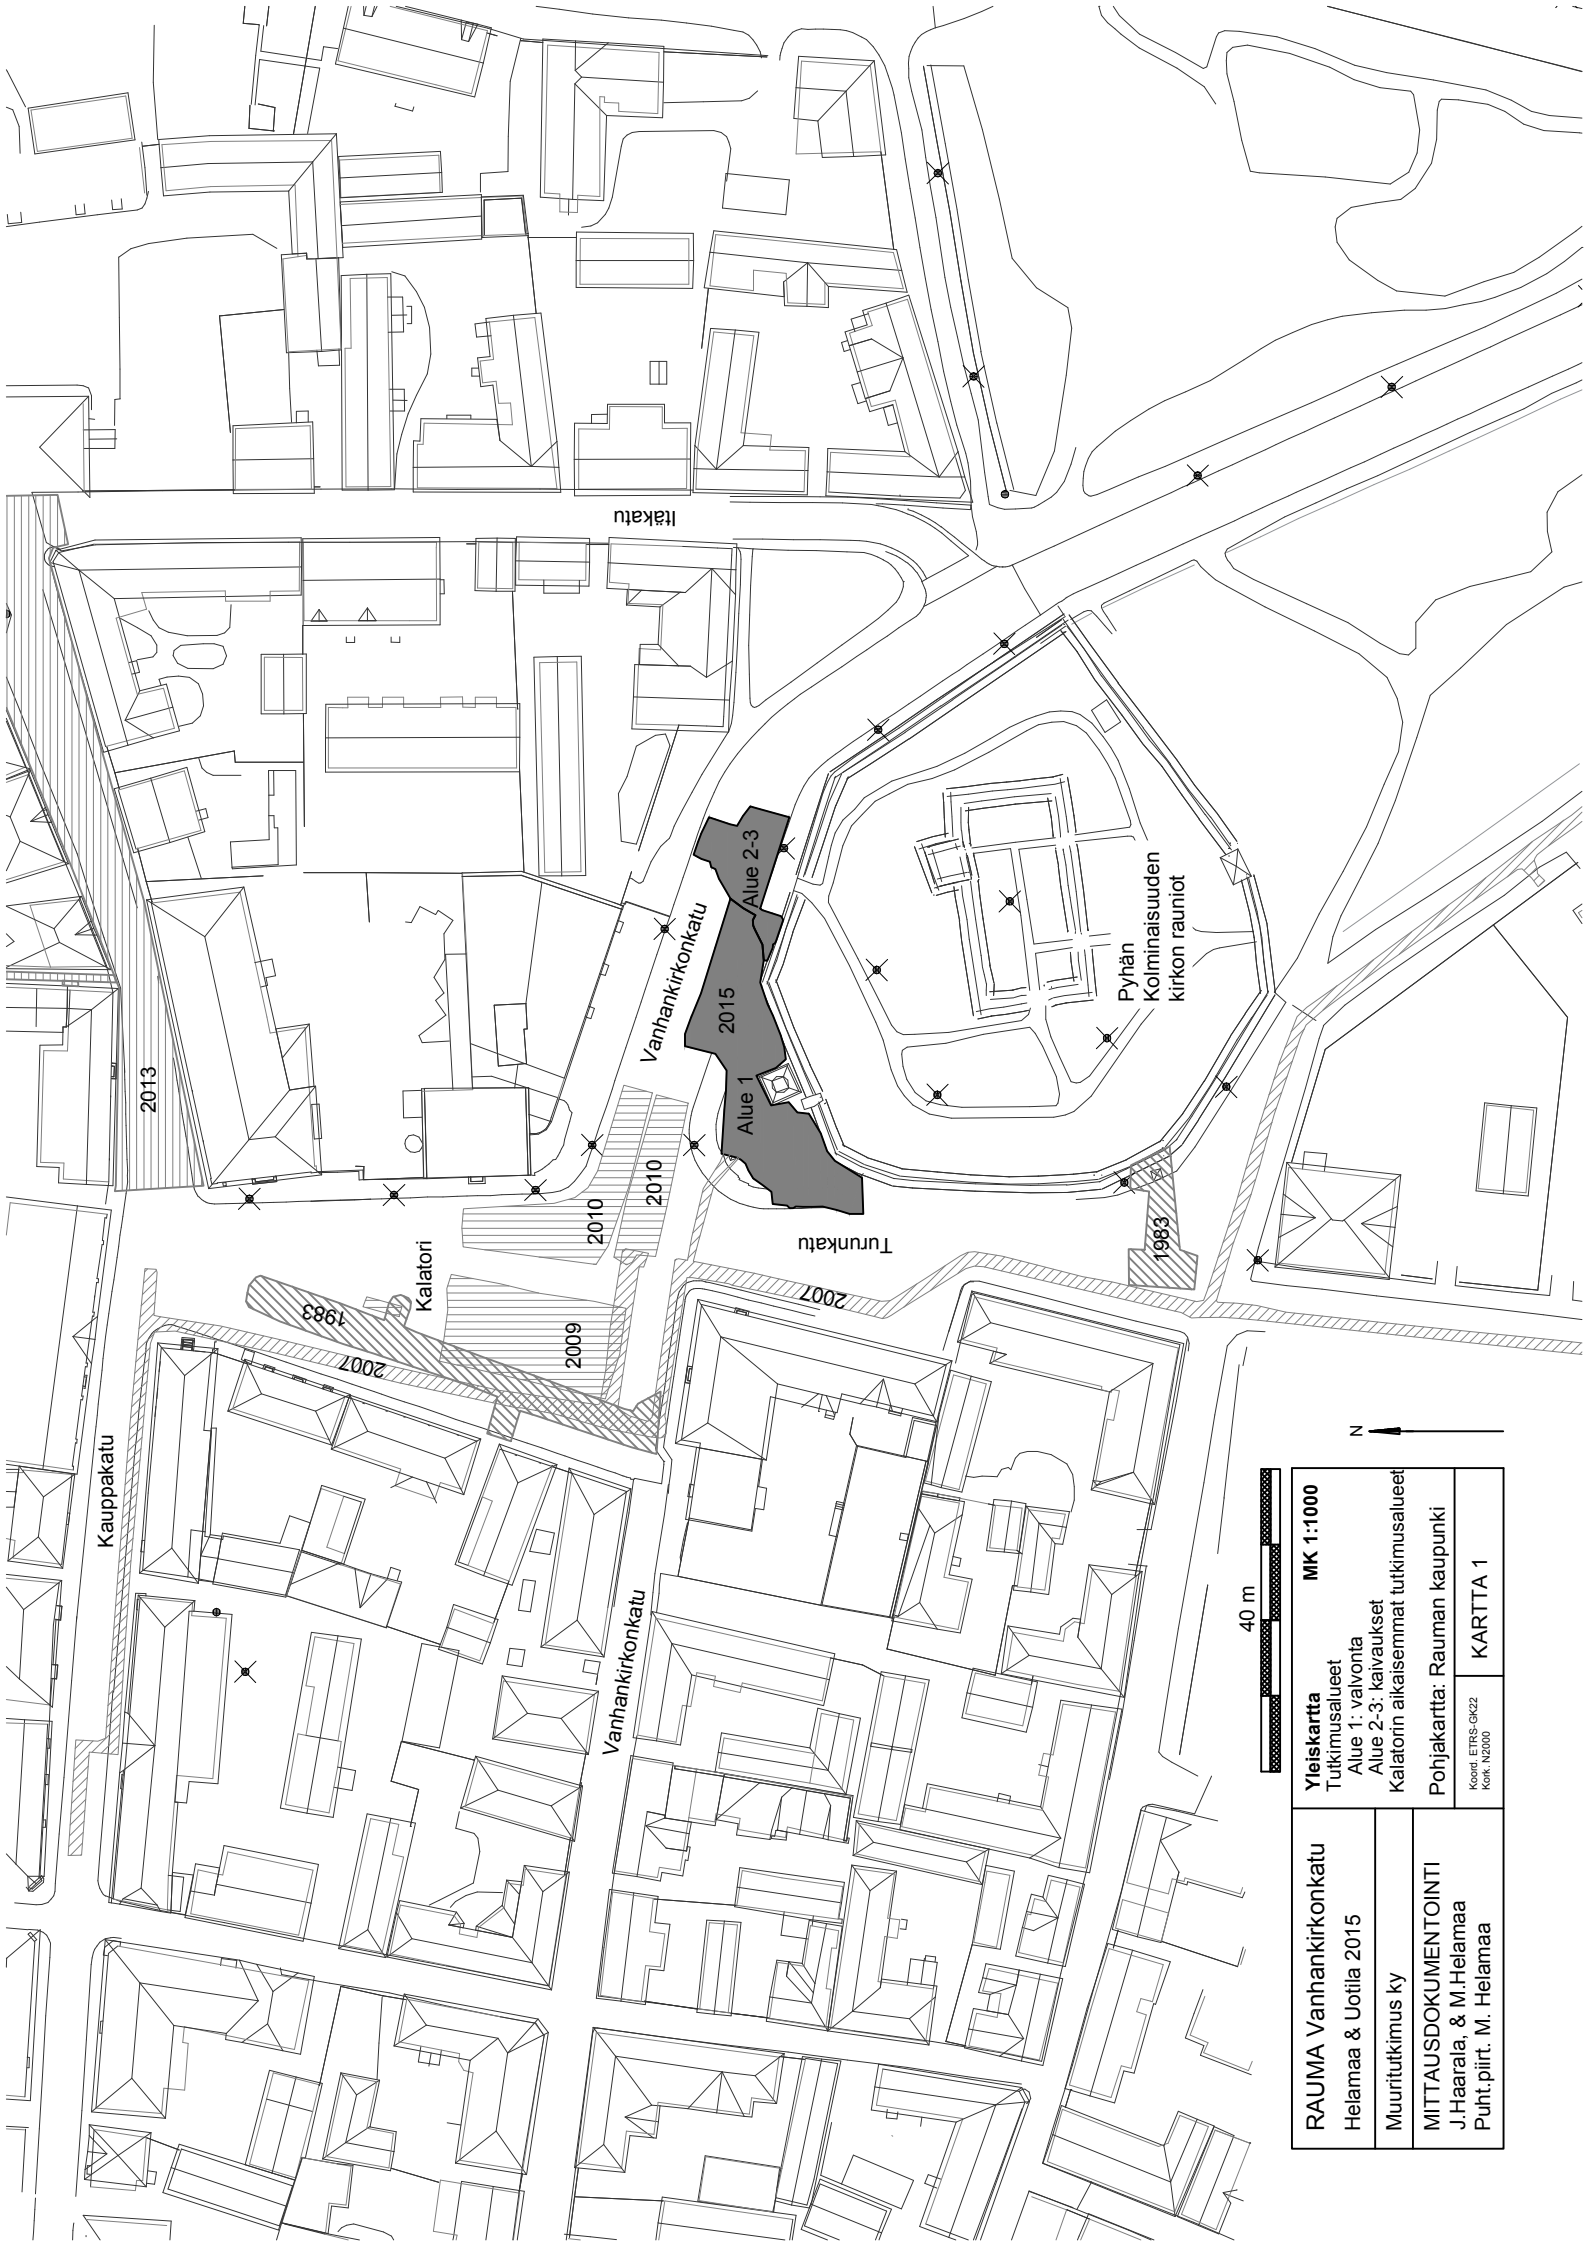 Kauppakatu
2013
Kalatori
1983
2007
2009
2010
2010
Itäkatu
Vanhankirkonkatu
Vanhankirkonkatu
2015
Alue 1
Alue 2-3
Turunkatu
2007
1983
Pyhän
Kolminaisuuden
kirkon rauniot
40 m
N
RAUMA Vanhankirkonkatu
Helamaa & Uotila 2015
Muuritutkimus ky
MITTAUSDOKUMENTOINTI
J.Haarala, & M.Helamaa
Puht.piirt. M. Helamaa
Yleiskartta MK 1:1000
Tutkimusalueet
Alue 1: valvonta
Alue 2-3: kaivaukset
Kalatorin aikaisemmat tutkimusalueet
Pohjakartta: Rauman kaupunki
Koord. ETRS-GK22
Kork. N2000
KARTTA 1